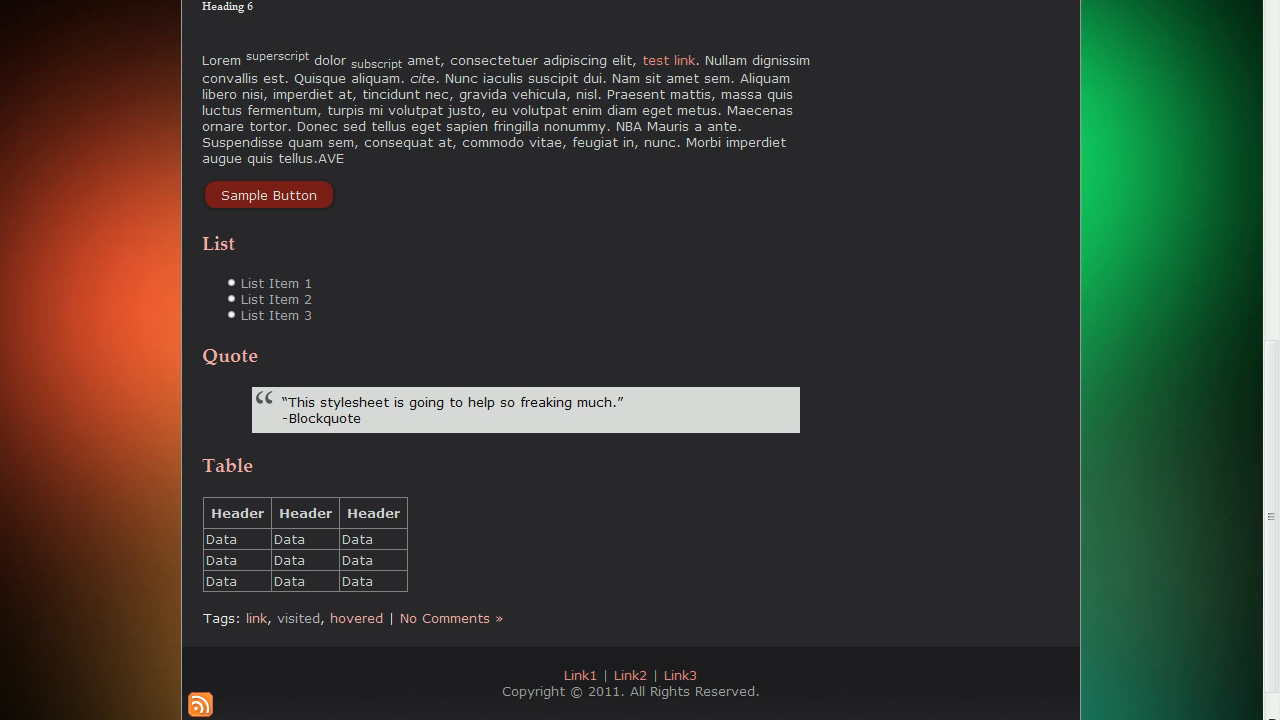 Heading 6
Lorem superscript dolor subscript amet, consectetuer adipiscing elit, test link. Nullam dignissim
convallis est. Quisque aliquam. cite. Nunc iaculis suscipit dui. Nam sit amet sem. Aliquam
libero nisi, imperdiet at, tincidunt nec, gravida vehicula, nisl. Praesent mattis, massa quis
luctus fermentum, turpis mi volutpat justo, eu volutpat enim diam eget metus. Maecenas
ornare tortor. Donec sed tellus eget sapien fringilla nonummy. NBA Mauris a ante.
Suspendisse quam sem, consequat at, commodo vitae, feugiat in, nunc. Morbi imperdiet
augue quis tellus.AVE
Sample Button
List
List Item 1
List Item 2
List Item 3
Quote
“This stylesheet is going to help so freaking much.”
-Blockquote
Table
Header Header Header
Data Data Data
Data Data Data
Data Data Data
Tags: link, visited, hovered | No Comments »
Link1 | Link2 | Link3
Copyright © 2011. All Rights Reserved.